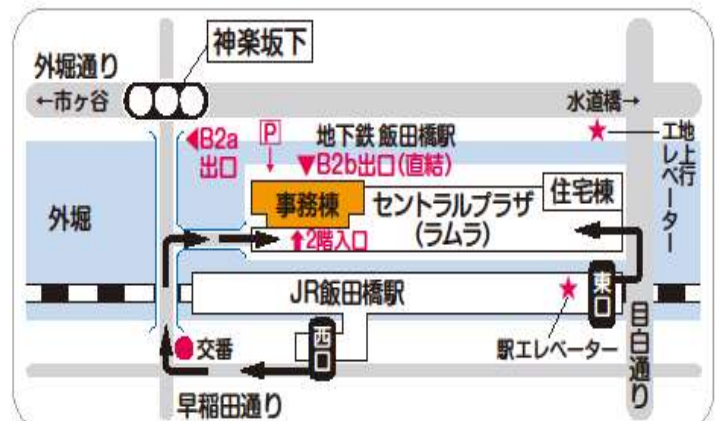 神楽坂下
外堀通り
←市ヶ谷
水道橋→
◀B2a
出口
P
地下鉄 飯田橋駅
▼B2b出口(直結)
★
地上行
エレベーター
外堀
事務棟
セントラルプラザ
(ラムラ)
住宅棟
⬆2階入口
JR飯田橋駅
★
東口
西口
交番
駅エレベーター
目白通り
早稲田通り